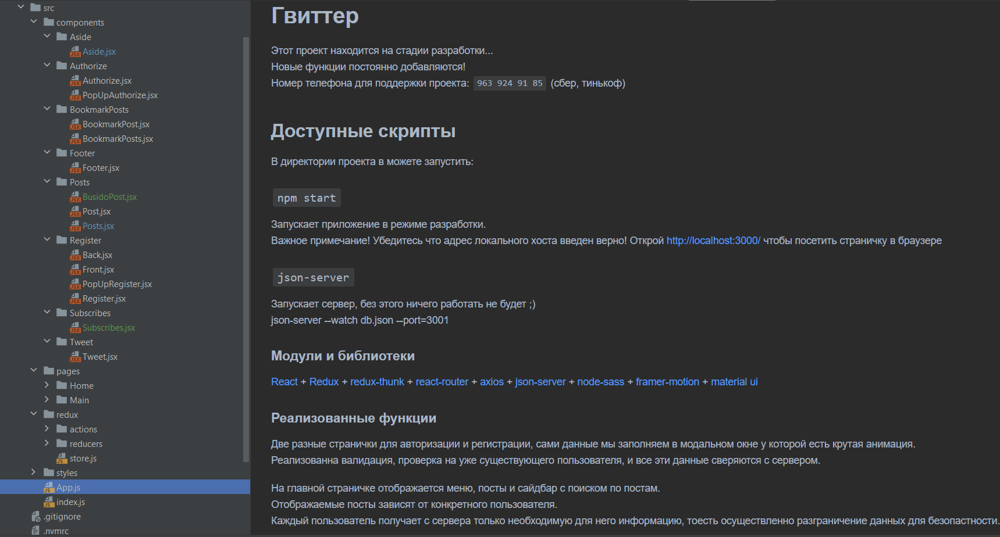 src
components
Aside
Aside.jsx
Authorize
Authorize.jsx
PopUpAuthorize.jsx
BookmarkPosts
BookmarkPost.jsx
BookmarkPosts.jsx
Footer
Footer.jsx
Posts
BusidoPost.jsx
Post.jsx
Posts.jsx
Register
Back.jsx
Front.jsx
PopUpRegister.jsx
Register.jsx
Subscribes
Subscribes.jsx
Tweet
Tweet.jsx
pages
Home
Main
redux
actions
reducers
store.js
styles
App.js
index.js
.gitignore
.nvmrc
Гвиттер
Этот проект находится на стадии разработки...
Новые функции постоянно добавляются!
Номер телефона для поддержки проекта: 963 924 91 85 (сбер, тинькоф)
Доступные скрипты
В директории проекта в можете запустить:
npm start
Запускает приложение в режиме разработки.
Важное примечание! Убедитесь что адрес локального хоста введен верно! Открой http://localhost:3000/ чтобы посетить страничку в браузере
json-server
Запускает сервер, без этого ничего работать не будет ;)
json-server --watch db.json --port=3001
Модули и библиотеки
React + Redux + redux-thunk + react-router + axios + json-server + node-sass + framer-motion + material ui
Реализованные функции
Две разные странички для авторизации и регистрации, сами данные мы заполняем в модальном окне у которой есть крутая анимация.
Реализованна валидация, проверка на уже существующего пользователя, и все эти данные сверяются с сервером.
На главной страничке отображается меню, посты и сайдбар с поиском по постам.
Отображаемые посты зависят от конкретного пользователя.
Каждый пользователь получает с сервера только необходимую для него информацию, тоесть осуществленно разграничение данных для безопастности.